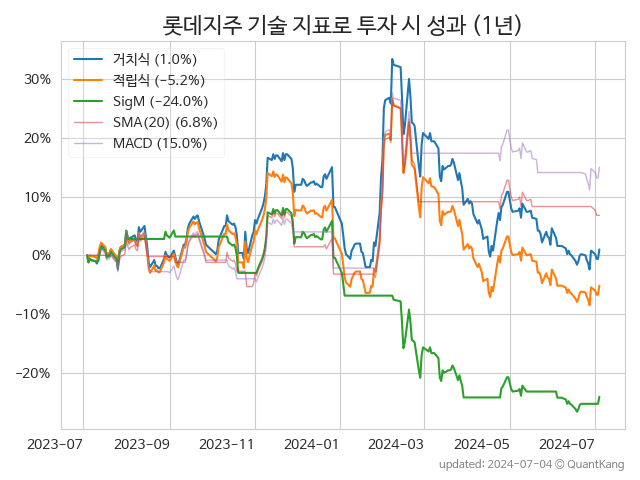 롯데지주 기술 지표로 투자 시 성과 (1년)
거치식 (1.0%)
적립식 (−5.2%)
SigM (−24.0%)
SMA(20) (6.8%)
MACD (15.0%)
30%
20%
10%
0%
−10%
−20%
2023-07 2023-09 2023-11 2024-01 2024-03 2024-05 2024-07
updated: 2024-07-04 ⓒ QuantKang